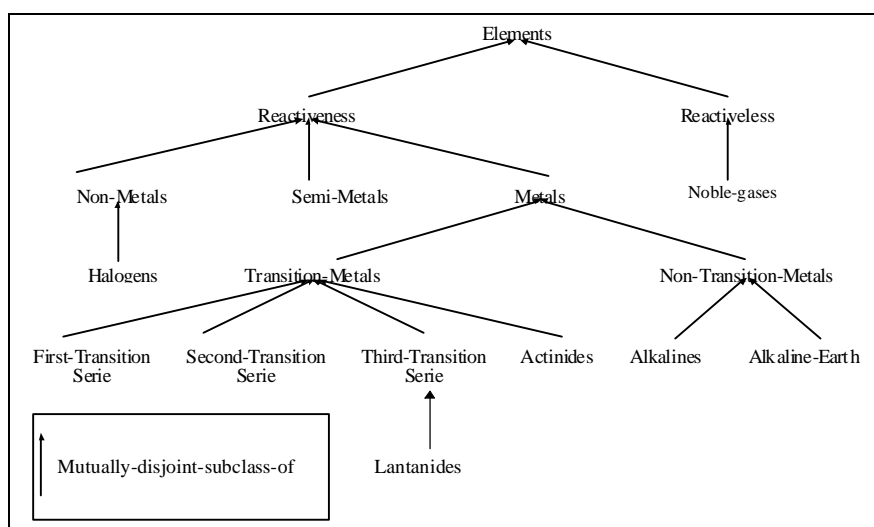 Elements
Reactiveness Reactiveless
Non-Metals Semi-Metals Metals Noble-gases
Halogens Transition-Metals Non-Transition-Metals
First-Transition Second-Transition Third-Transition Actinides Alkalines Alkaline-Earth
Serie Serie Serie
Mutually-disjoint-subclass-of Lantanides